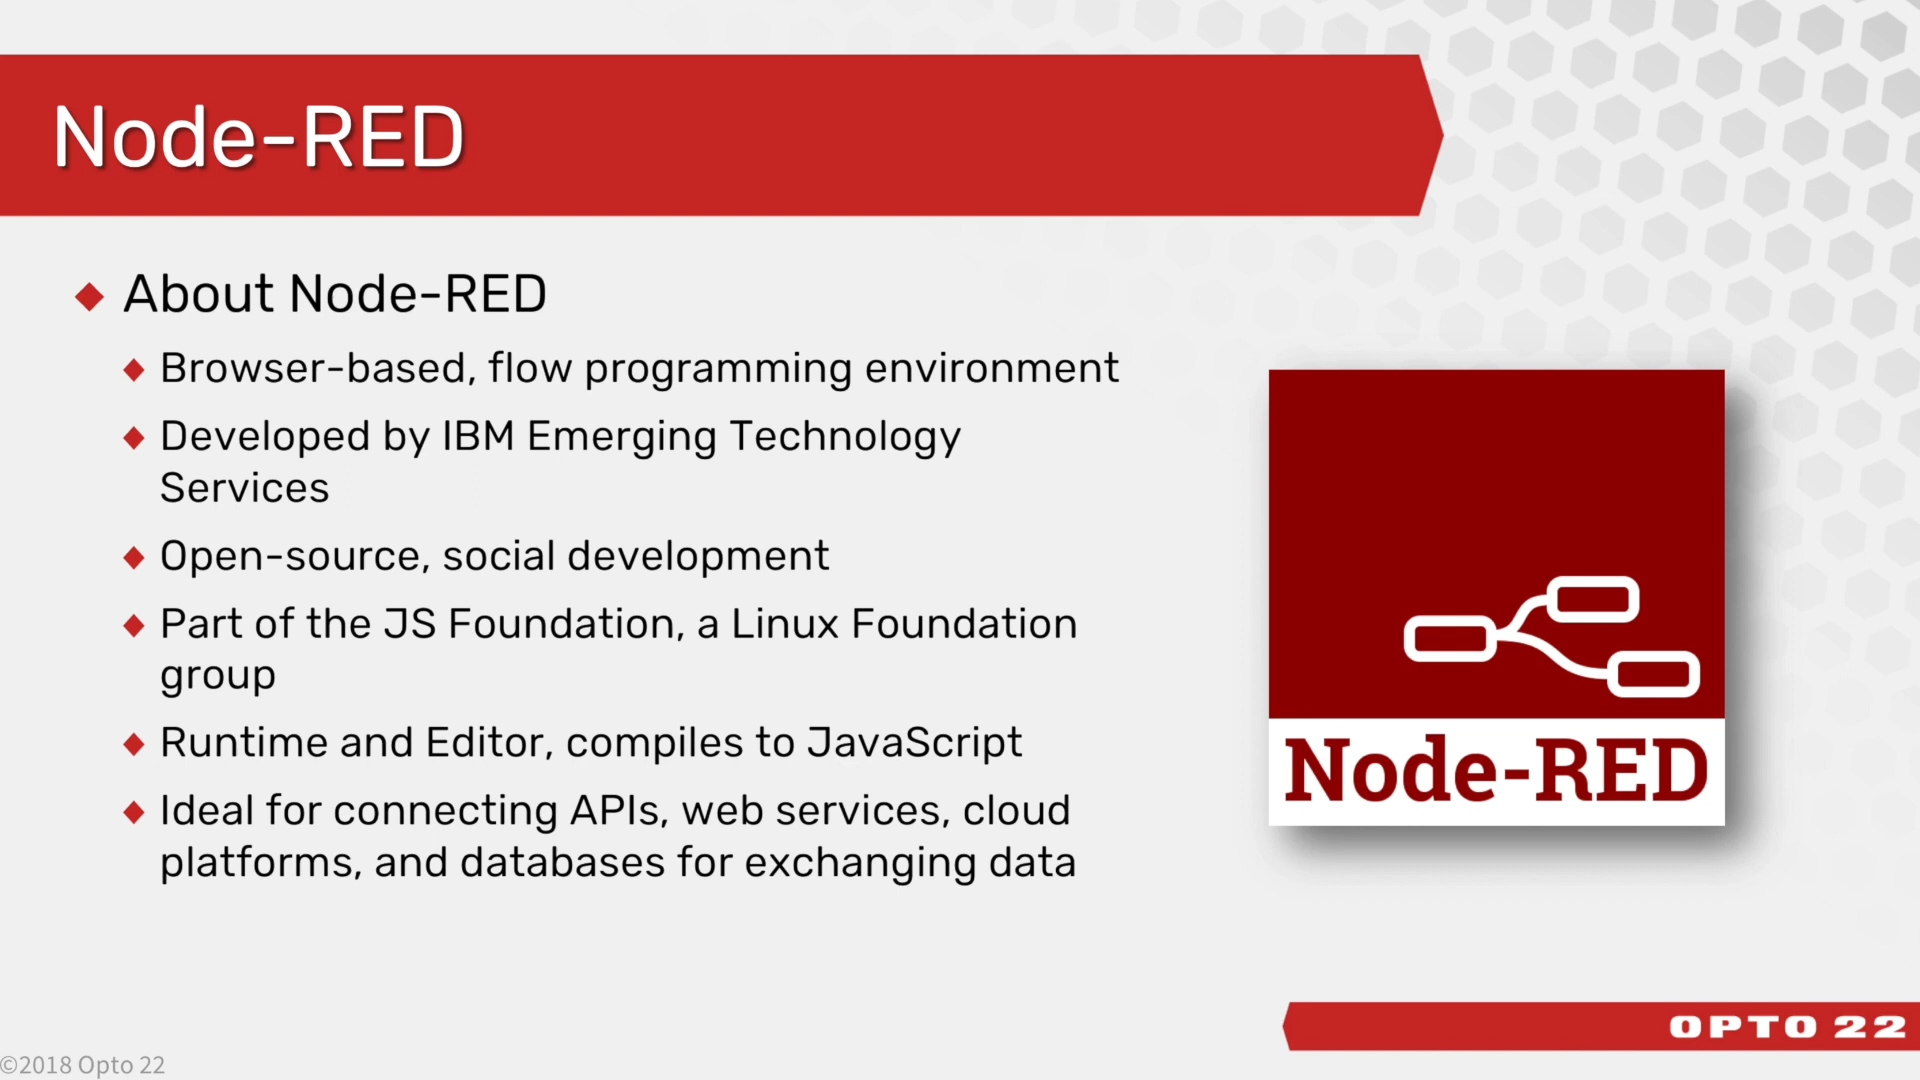 Node-RED
About Node-RED
Browser-based, flow programming environment
Developed by IBM Emerging Technology
Services
Open-source, social development
Part of the JS Foundation, a Linux Foundation
group
Runtime and Editor, compiles to JavaScript
Ideal for connecting APIs, web services, cloud
platforms, and databases for exchanging data
Node-RED
OPTO 22
©2018 Opto 22